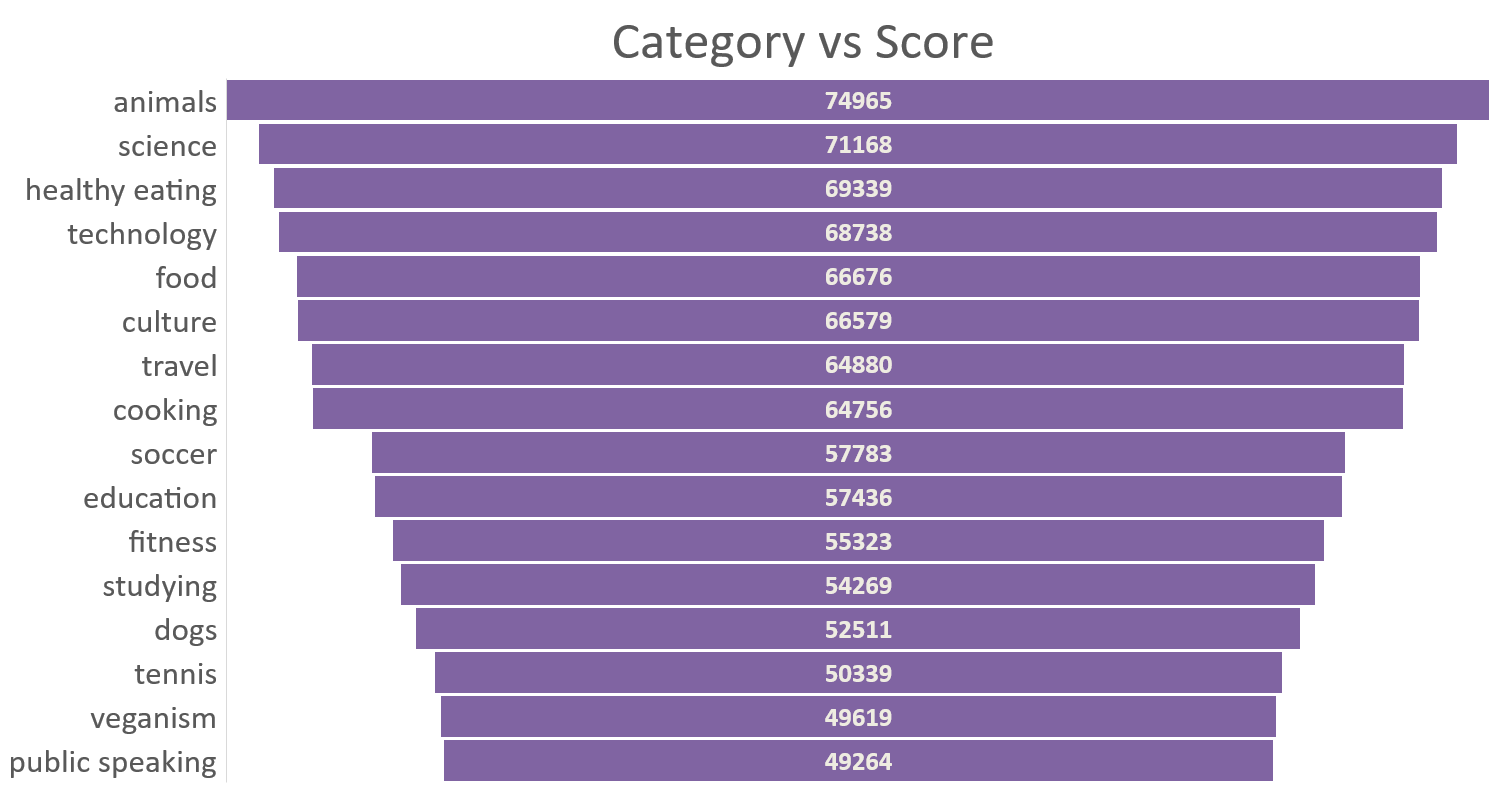 Category vs Score
animals 74965
science 71168
healthy eating 69339
technology 68738
food 66676
culture 66579
travel 64880
cooking 64756
soccer 57783
education 57436
fitness 55323
studying 54269
dogs 52511
tennis 50339
veganism 49619
public speaking 49264